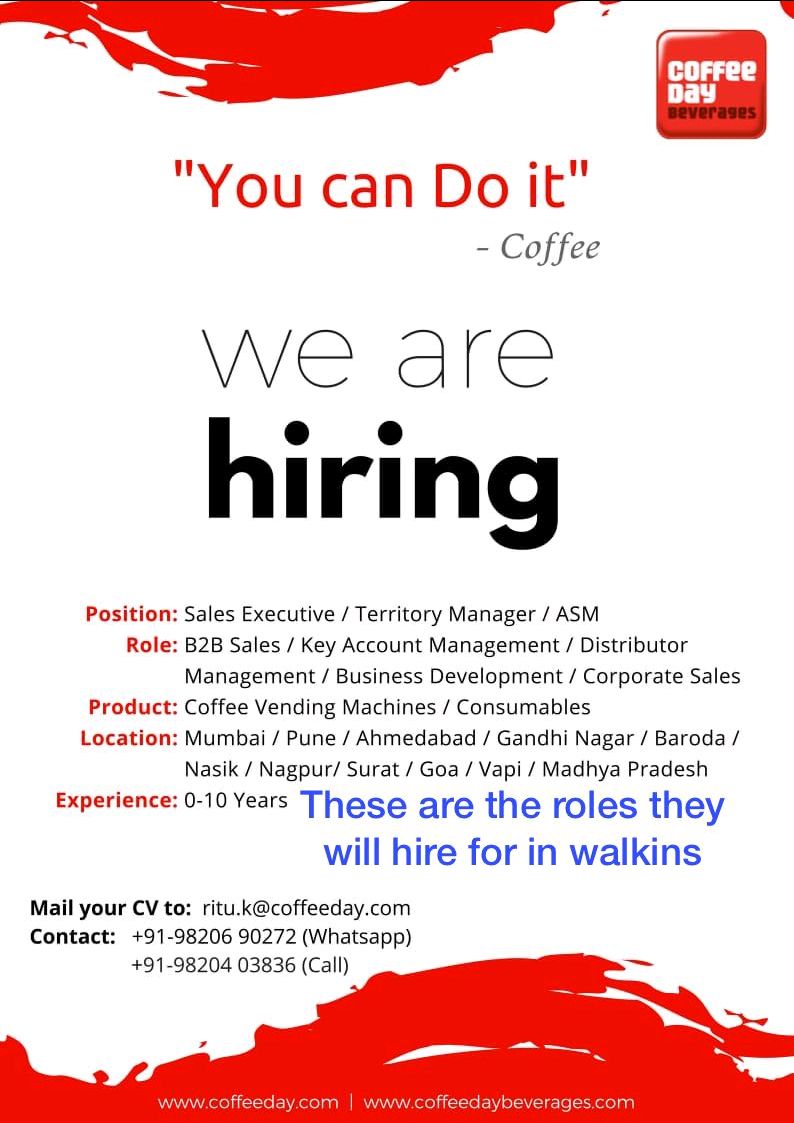 COFFEE
DAY
BEVERAGES
"You can Do it"
- Coffee
we are
hiring
Position: Sales Executive / Territory Manager / ASM
Role: B2B Sales / Key Account Management / Distributor
Management / Business Development / Corporate Sales
Product: Coffee Vending Machines / Consumables
Location: Mumbai / Pune / Ahmedabad / Gandhi Nagar / Baroda /
Nasik / Nagpur/ Surat / Goa / Vapi / Madhya Pradesh
Experience: 0-10 Years
These are the roles they
will hire for in walkins
Mail your CV to: ritu.k@coffeeday.com
Contact: +91-98206 90272 (Whatsapp)
+91-98204 03836 (Call)
www.coffeeday.com | www.coffeedaybeverages.com